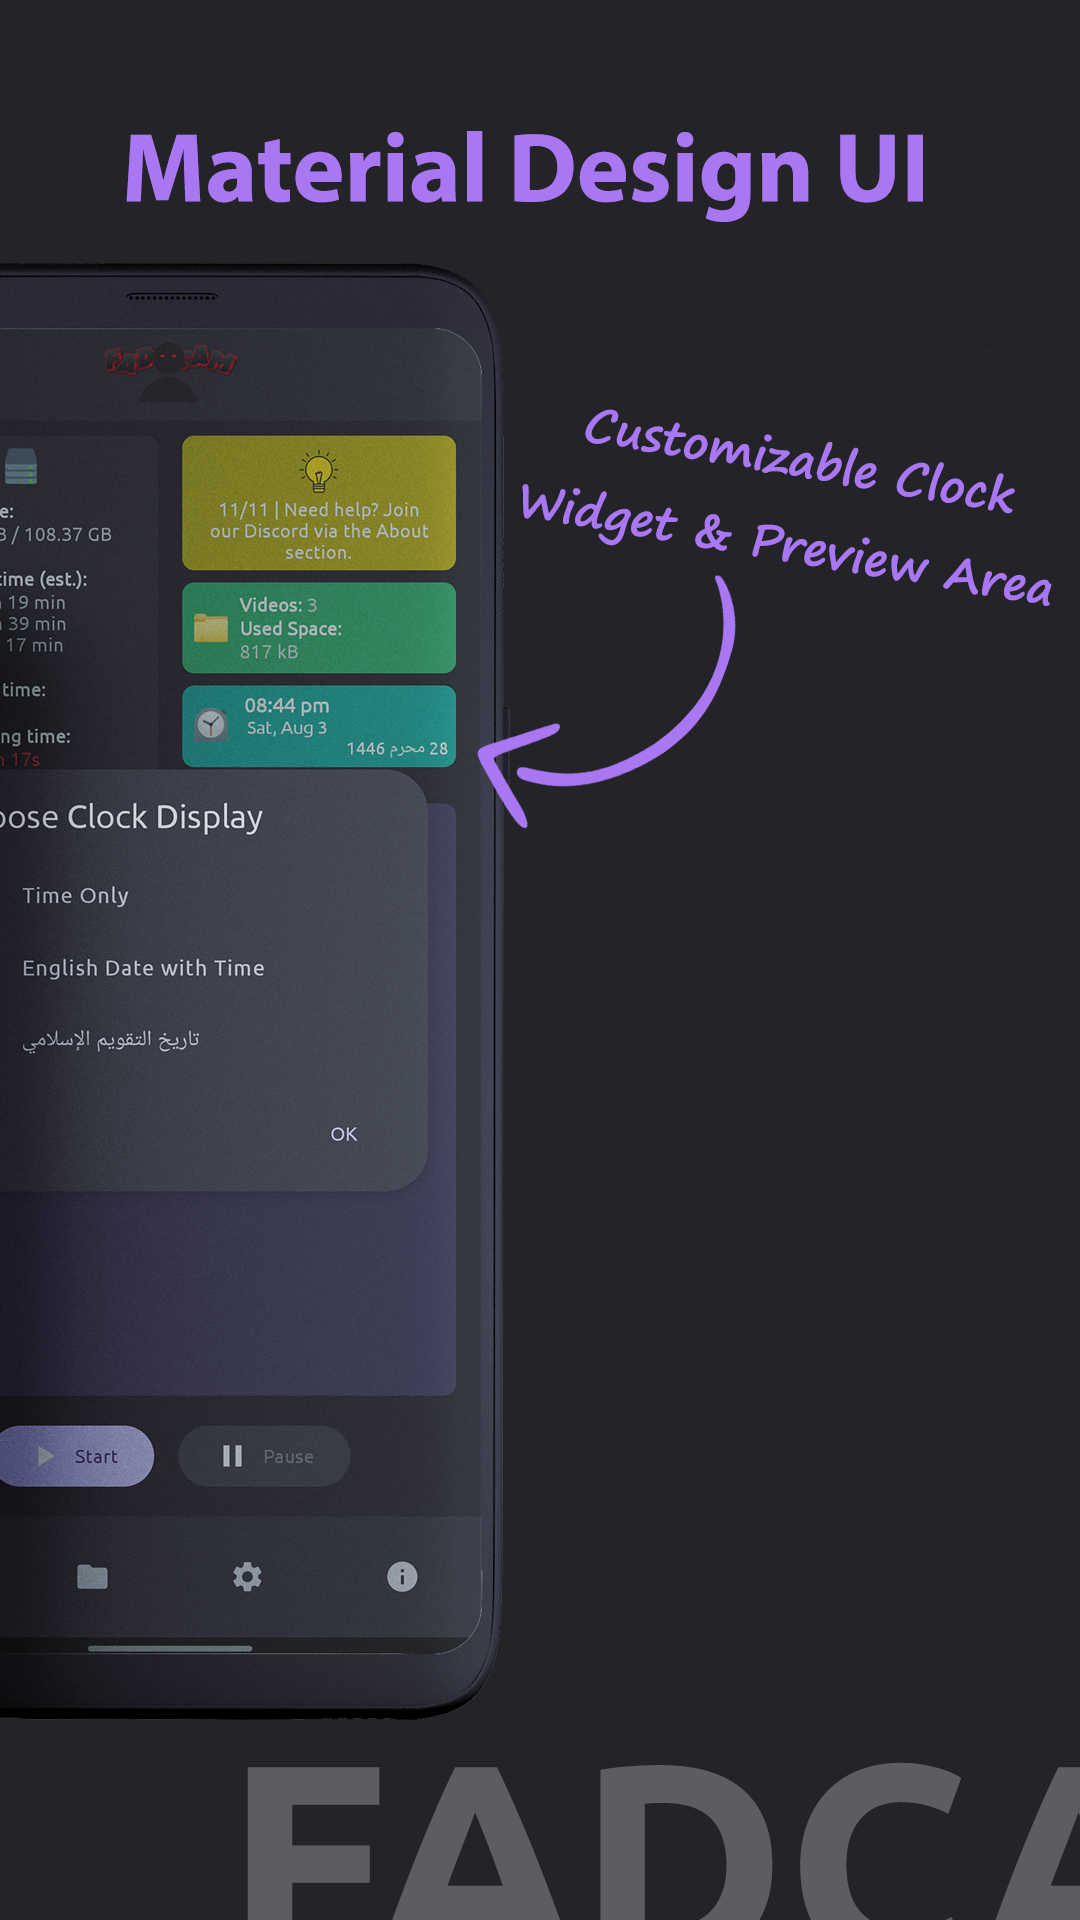 Material Design UI
FADCAM
Customizable Clock
Widget & Preview Area
e:
B / 108.37 GB
time (est.):
19 min
39 min
17 min
time:
ng time:
17s
11/11 | Need help? Join
our Discord via the About
section.
Videos: 3
Used Space:
817 kB
08:44 pm
Sat, Aug 3
28 محرم 1446
oose Clock Display
Time Only
English Date with Time
تاريخ التقويم الإسلامي
OK
Start
Pause
FADCA